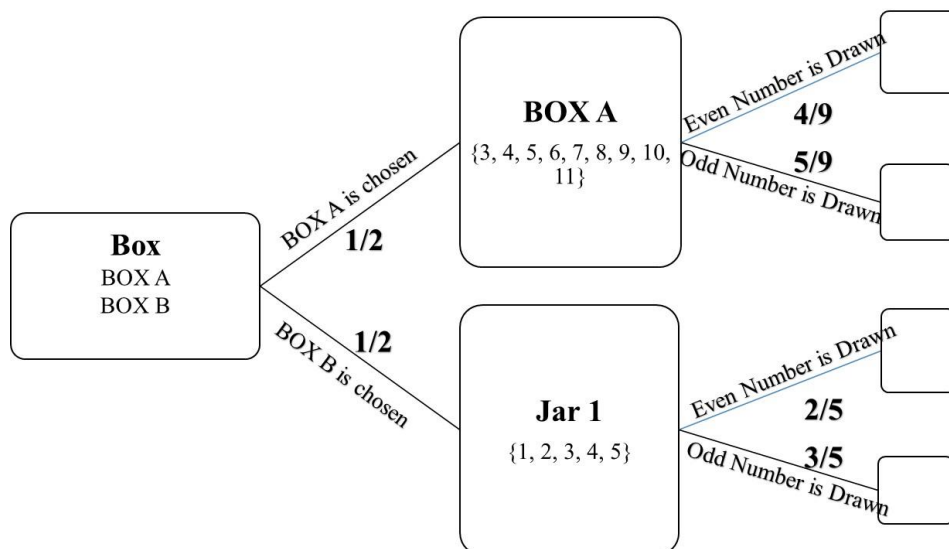 Box
BOX A
BOX B
BOX A is chosen
1/2
1/2
BOX B is chosen
BOX A
{3, 4, 5, 6, 7, 8, 9, 10,
11}
Even Number is Drawn
4/9
5/9
Odd Number is Drawn
Jar 1
{1, 2, 3, 4, 5}
Even Number is Drawn
2/5
3/5
Odd Number is Drawn